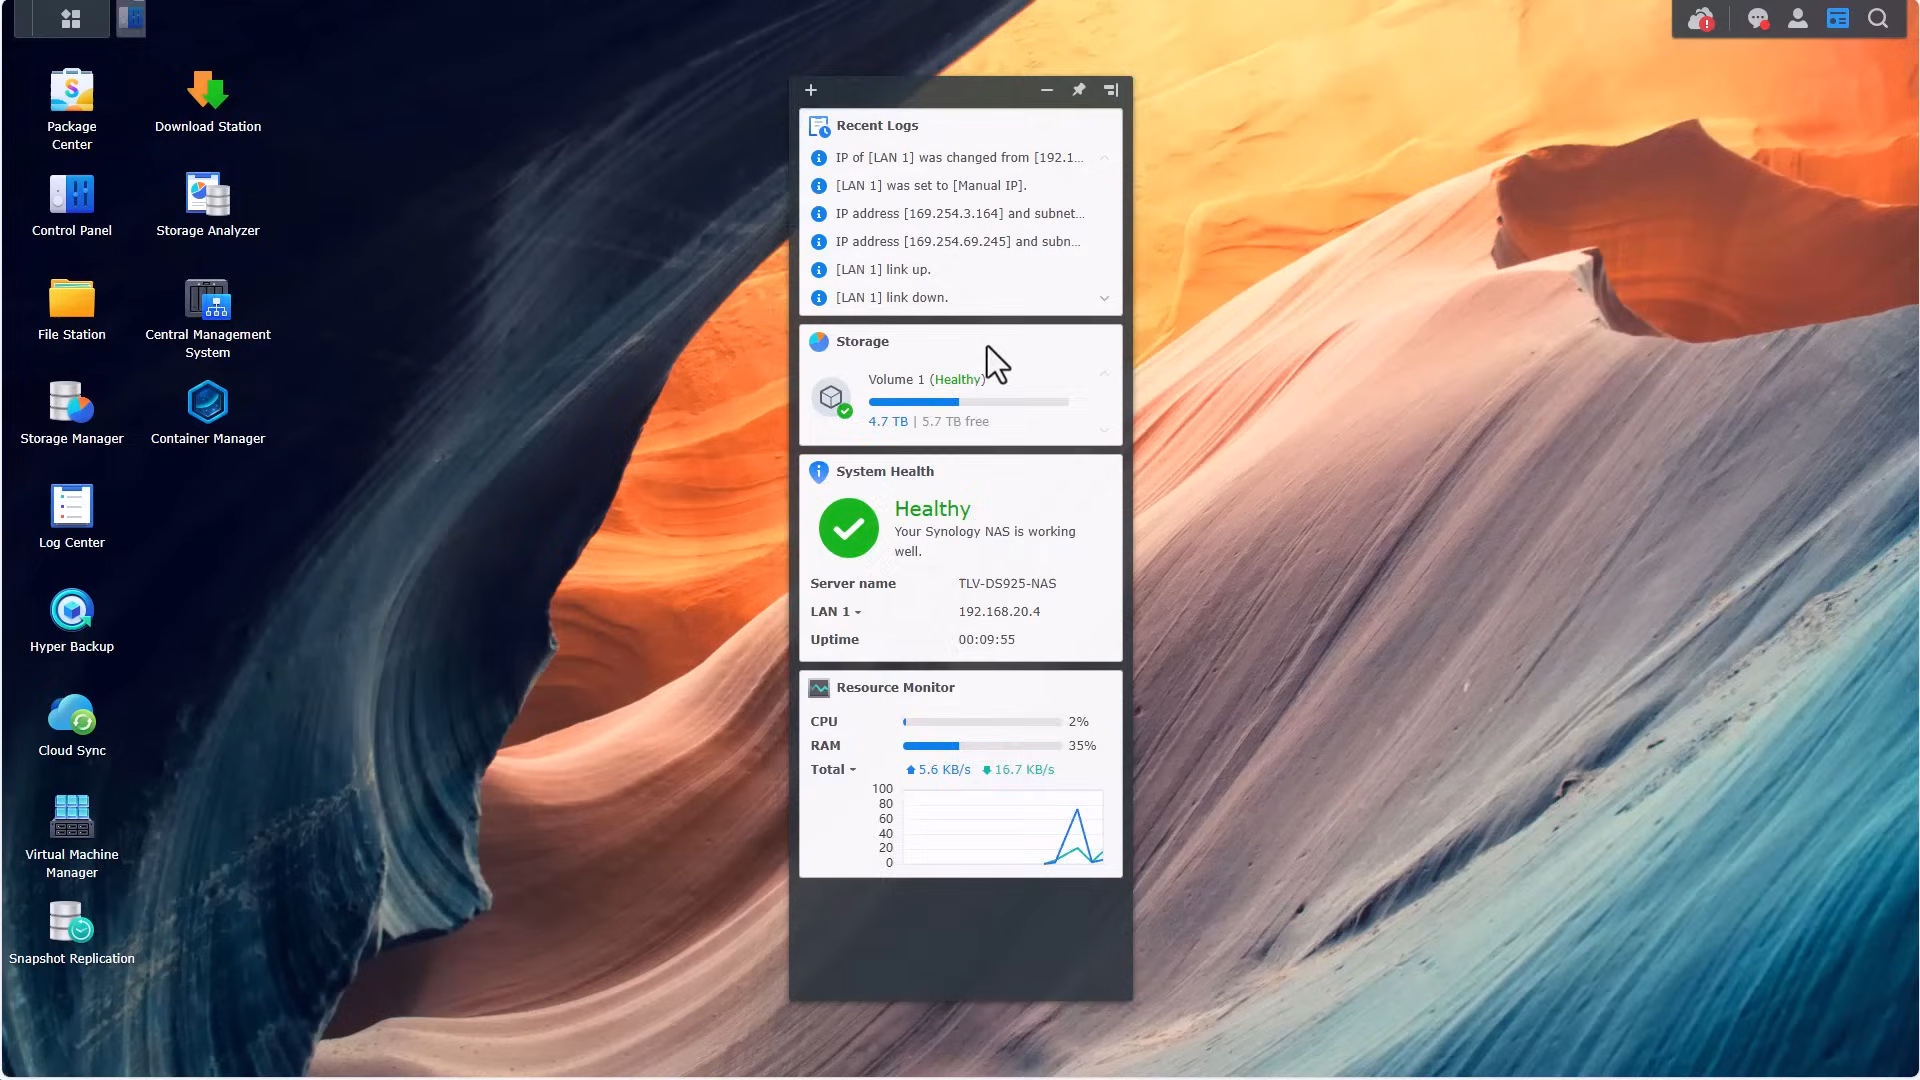 Package
Center
Download Station
Control Panel
Storage Analyzer
File Station
Central Management
System
Storage Manager
Container Manager
Log Center
Hyper Backup
Cloud Sync
Virtual Machine
Manager
Snapshot Replication
Recent Logs
IP of [LAN 1] was changed from [192.1...
[LAN 1] was set to [Manual IP].
IP address [169.254.3.164] and subnet...
IP address [169.254.69.245] and subn...
[LAN 1] link up.
[LAN 1] link down.
Storage
Volume 1 (Healthy)
4.7 TB | 5.7 TB free
System Health
Healthy
Your Synology NAS is working
well.
Server name TLV-DS925-NAS
LAN 1 192.168.20.4
Uptime 00:09:55
Resource Monitor
CPU 2%
RAM 35%
Total 5.6 KB/s 16.7 KB/s
100
80
60
40
20
0